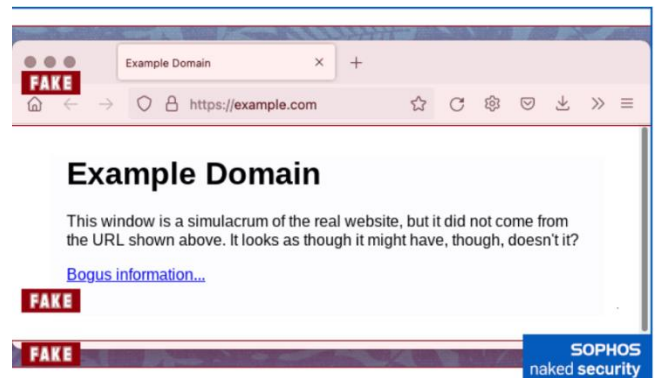 Example Domain
FAKE
https://example.com
Example Domain
This window is a simulacrum of the real website, but it did not come from
the URL shown above. It looks as though it might have, though, doesn't it?
Bogus information...
FAKE
FAKE
SOPHOS
naked security